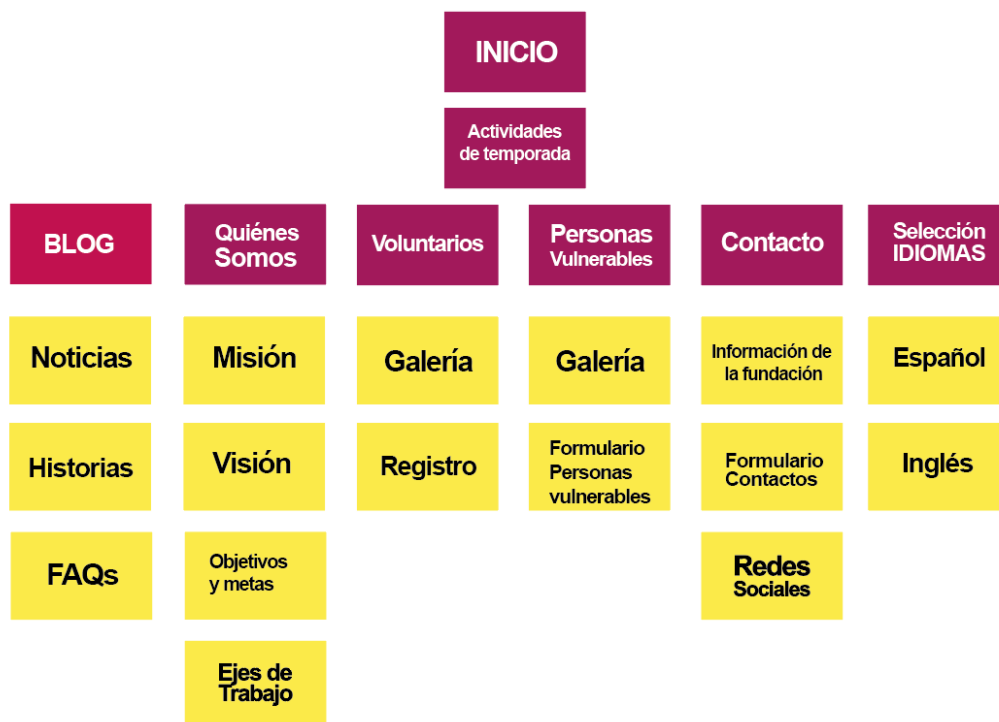 INICIO
Actividades
de temporada
BLOG
Quiénes
Somos
Voluntarios
Personas
Vulnerables
Contacto
Selección
IDIOMAS
Noticias
Misión
Galería
Galería
Información de
la fundación
Español
Historias
Visión
Registro
Formulario
Personas
vulnerables
Formulario
Contactos
Inglés
FAQs
Objetivos
y metas
Redes
Sociales
Ejes de
Trabajo